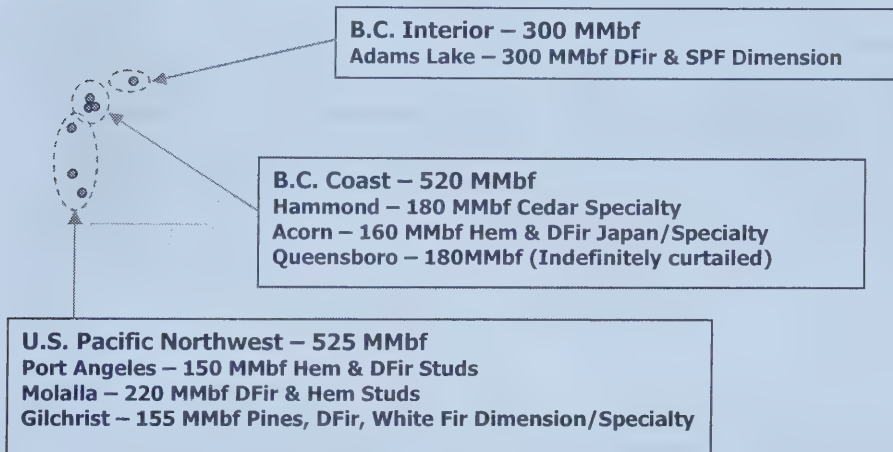 B.C. Interior – 300 MMbf
Adams Lake – 300 MMbf DFir & SPF Dimension
B.C. Coast – 520 MMbf
Hammond – 180 MMbf Cedar Specialty
Acorn – 160 MMbf Hem & DFir Japan/Specialty
Queensboro – 180MMbf (Indefinitely curtailed)
U.S. Pacific Northwest – 525 MMbf
Port Angeles – 150 MMbf Hem & DFir Studs
Molalla – 220 MMbf DFir & Hem Studs
Gilchrist – 155 MMbf Pines, DFir, White Fir Dimension/Specialty